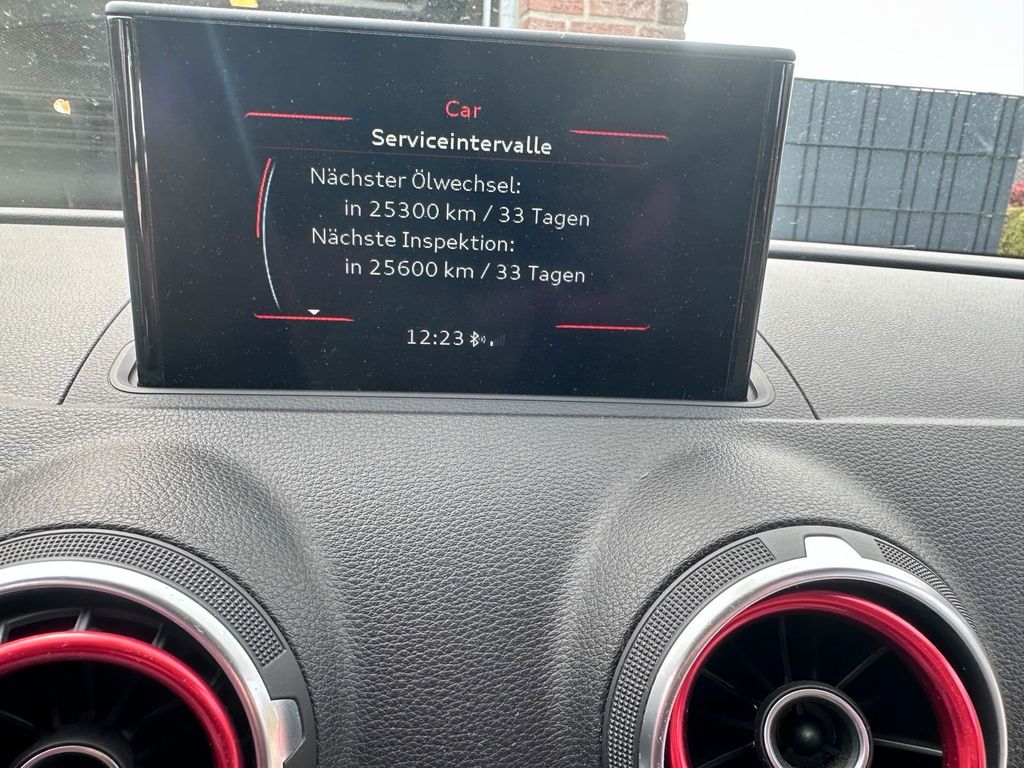 Car
Serviceintervalle
Nächster Ölwechsel:
in 25300 km / 33 Tagen
Nächste Inspektion:
in 25600 km / 33 Tagen
12:23